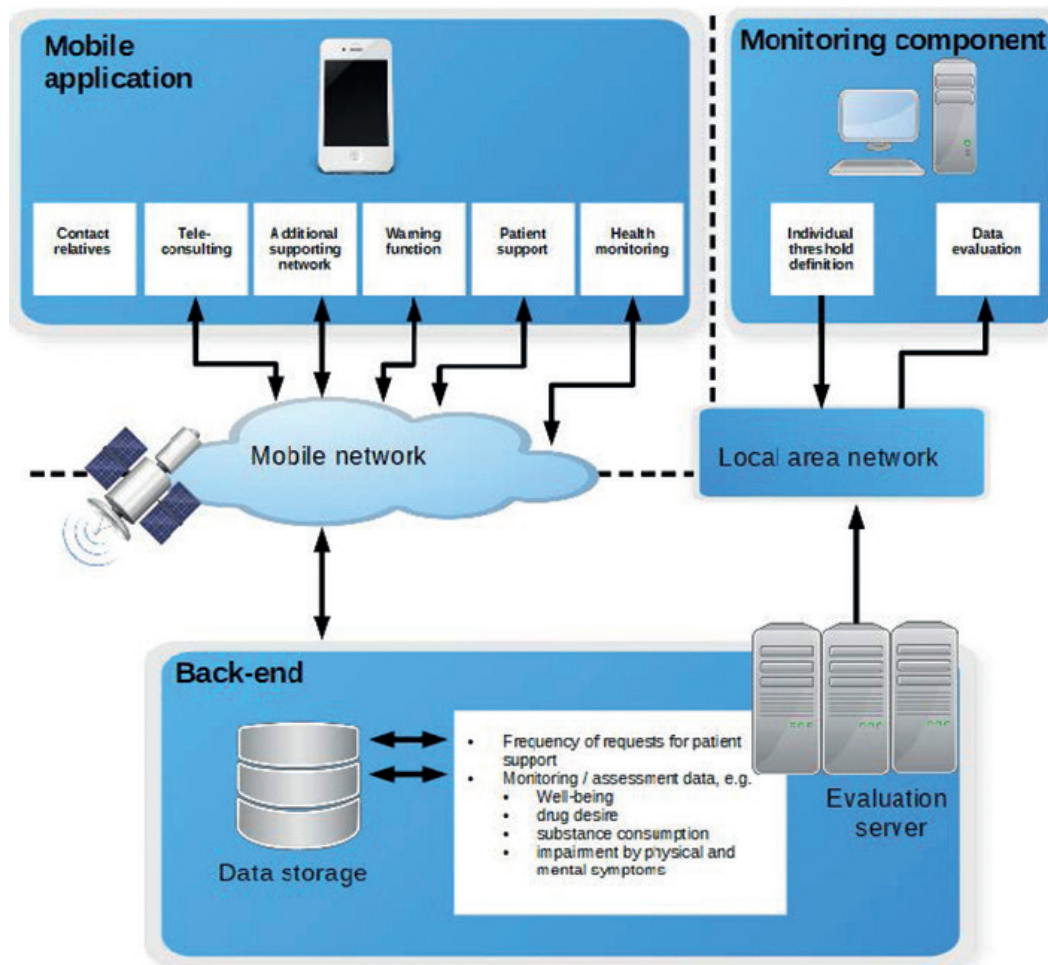 Mobile
application
Monitoring component
Contact
relatives
Tele-
consulting
Additional
supporting
network
Warning
function
Patient
support
Health
monitoring
Individual
threshold
definition
Data
evaluation
Mobile network
Local area network
Back-end
Data storage
• Frequency of requests for patient
support
• Monitoring / assessment data, e.g.
• Well-being
• drug desire
• substance consumption
• impairment by physical and
mental symptoms
Evaluation
server